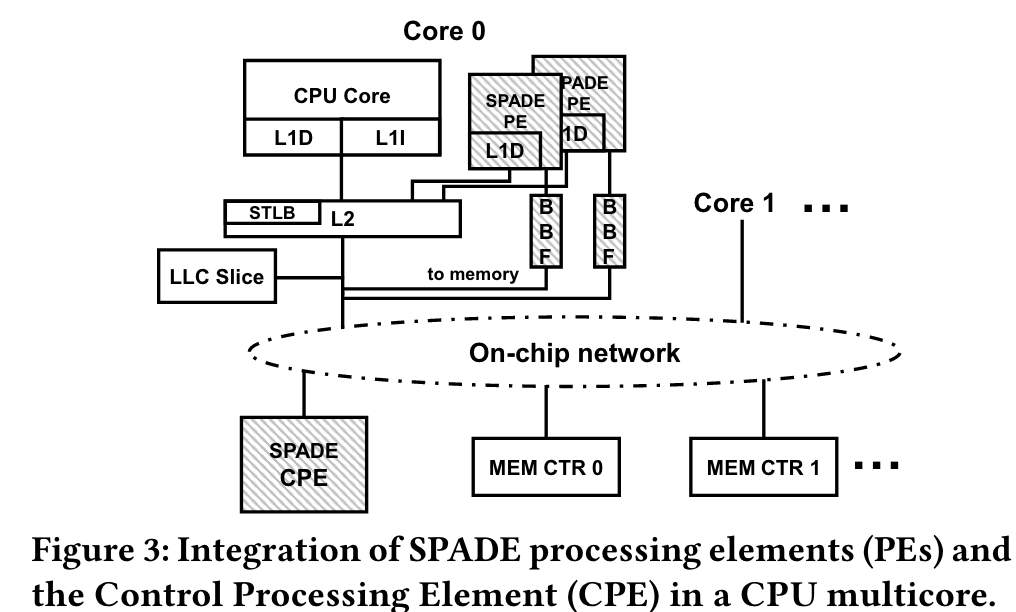 Core 0
CPU Core
L1D
L1I
SPADE
PE
L1D
PADE
PE
1D
STLB
L2
B
B
F
B
B
F
Core 1 ...
LLC Slice
to memory
On-chip network
SPADE
CPE
MEM CTR 0
MEM CTR 1 ...
Figure 3: Integration of SPADE processing elements (PEs) and
the Control Processing Element (CPE) in a CPU multicore.